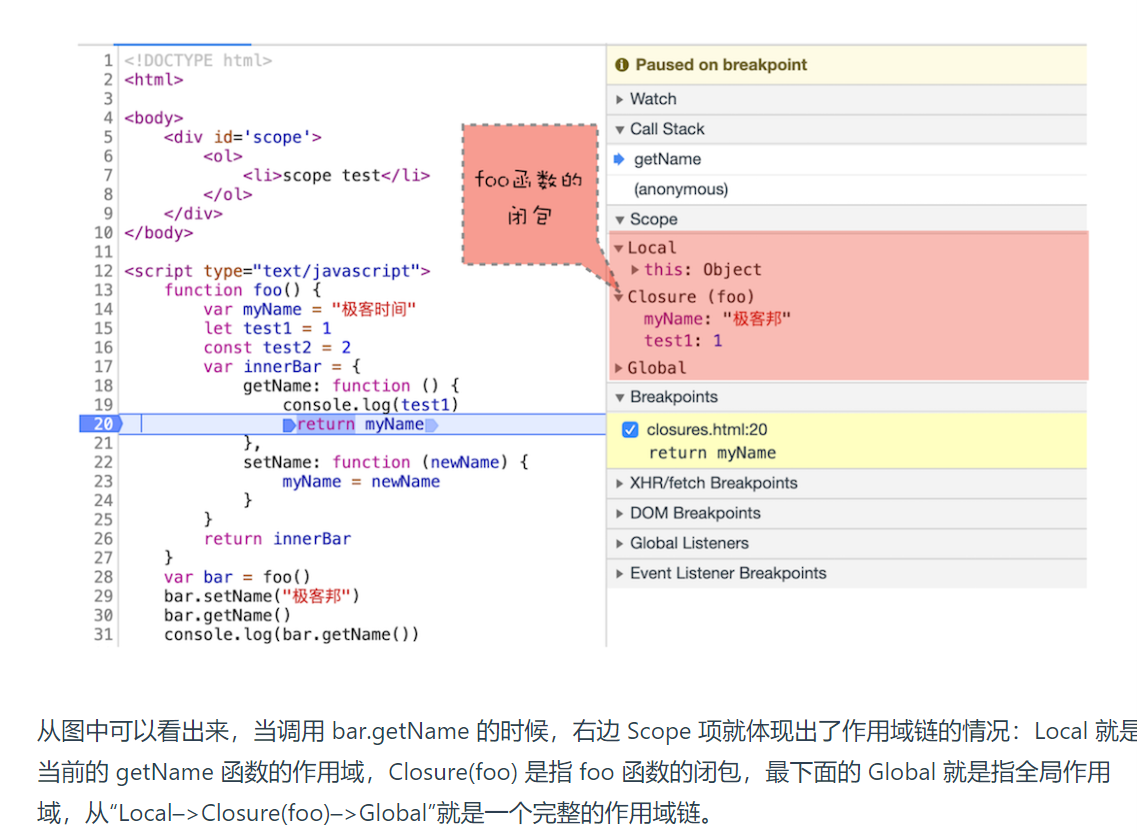 1 <!DOCTYPE html>
2 <html>
3
4 <body>
5     <div id='scope'>
6         <ol>
7             <li>scope test</li>
8         </ol>
9     </div>
10 </body>
11
12 <script type="text/javascript">
13     function foo() {
14         var myName = "极客时间"
15         let test1 = 1
16         const test2 = 2
17         var innerBar = {
18             getName: function () {
19                 console.log(test1)
20                 return myName
21             },
22             setName: function (newName) {
23                 myName = newName
24             }
25         }
26         return innerBar
27     }
28     var bar = foo()
29     bar.setName("极客邦")
30     bar.getName()
31     console.log(bar.getName())
foo函数的
闭包
Paused on breakpoint
Watch
Call Stack
getName
(anonymous)
Scope
Local
this: Object
Closure (foo)
myName: "极客邦"
test1: 1
Global
Breakpoints
closures.html:20
return myName
XHR/fetch Breakpoints
DOM Breakpoints
Global Listeners
Event Listener Breakpoints
从图中可以看出来，当调用 bar.getName 的时候，右边 Scope 项就体现出了作用域链的情况：Local 就是
当前的 getName 函数的作用域，Closure(foo) 是指 foo 函数的闭包，最下面的 Global 就是指全局作用
域，从“Local–>Closure(foo)–>Global”就是一个完整的作用域链。